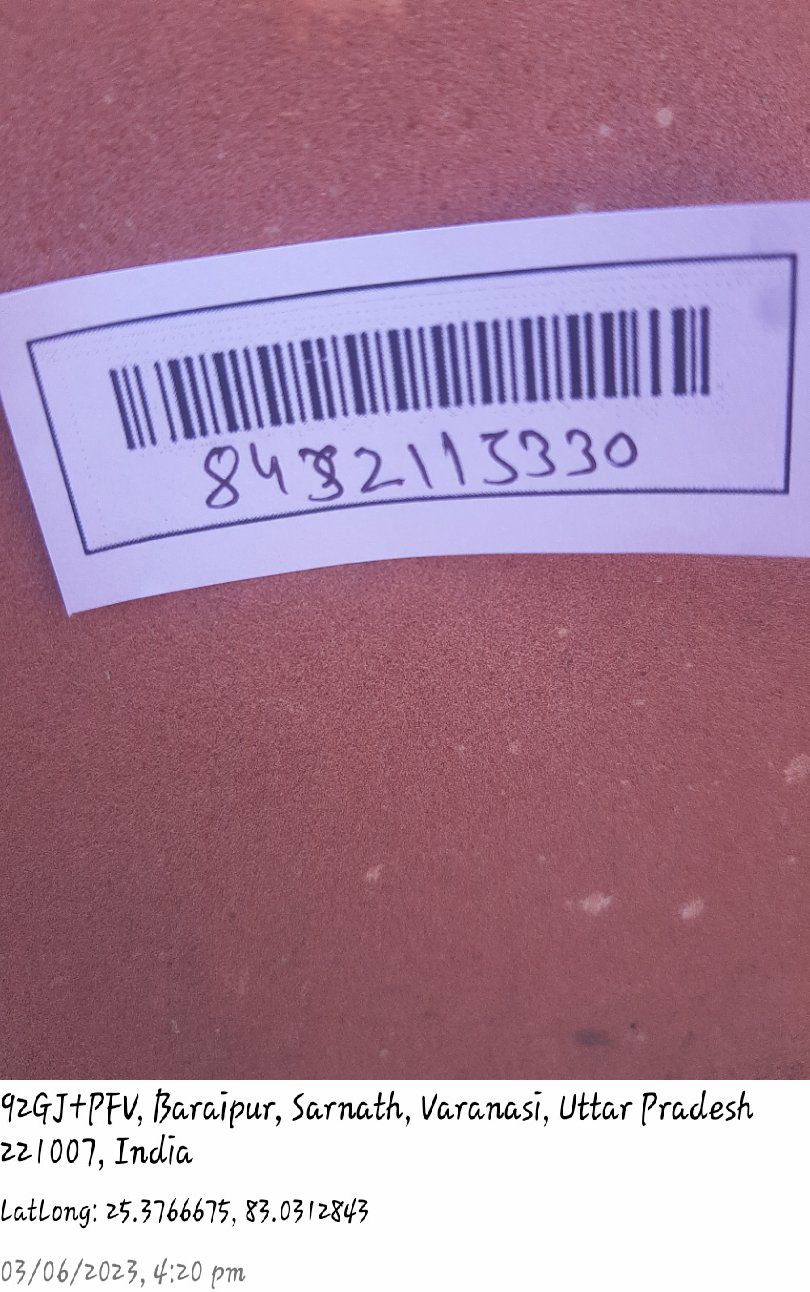 8432115330
92GJ+PFV, Baraipur, Sarnath, Varanasi, Uttar Pradesh
221007, India
LatLong: 25.3766675, 83.0312843
03/06/2023, 4:20 pm